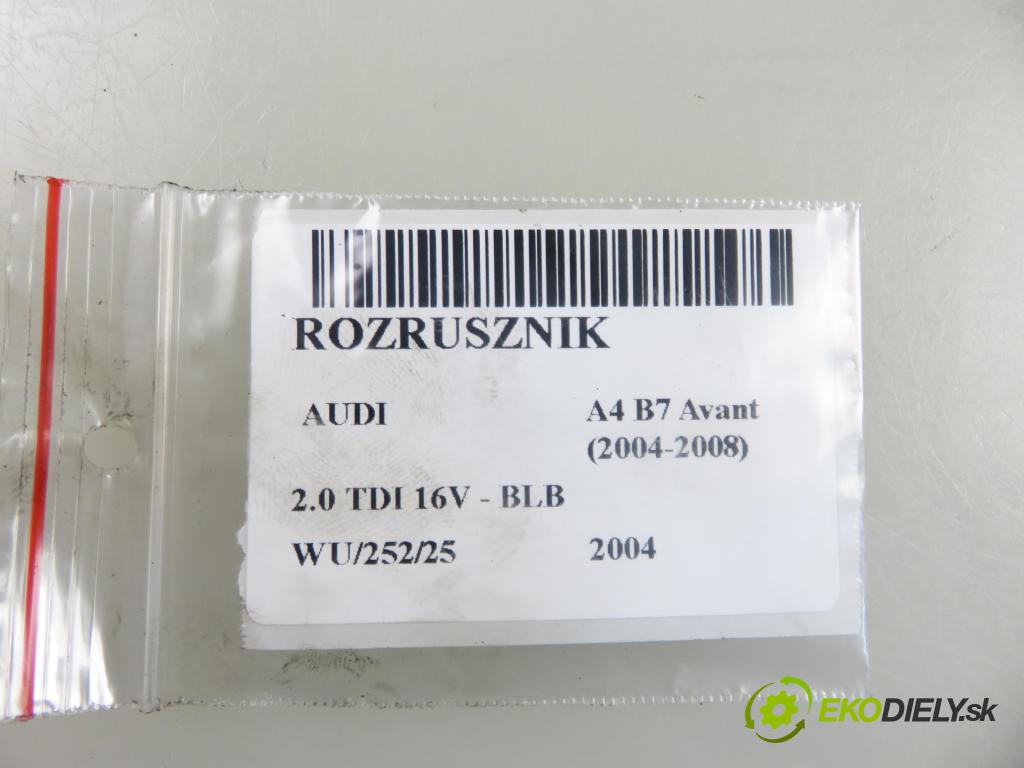 ROZRUSZNIK
AUDI A4 B7 Avant
(2004-2008)
2.0 TDI 16V - BLB
WU/252/25 2004
EKODIELY.sk